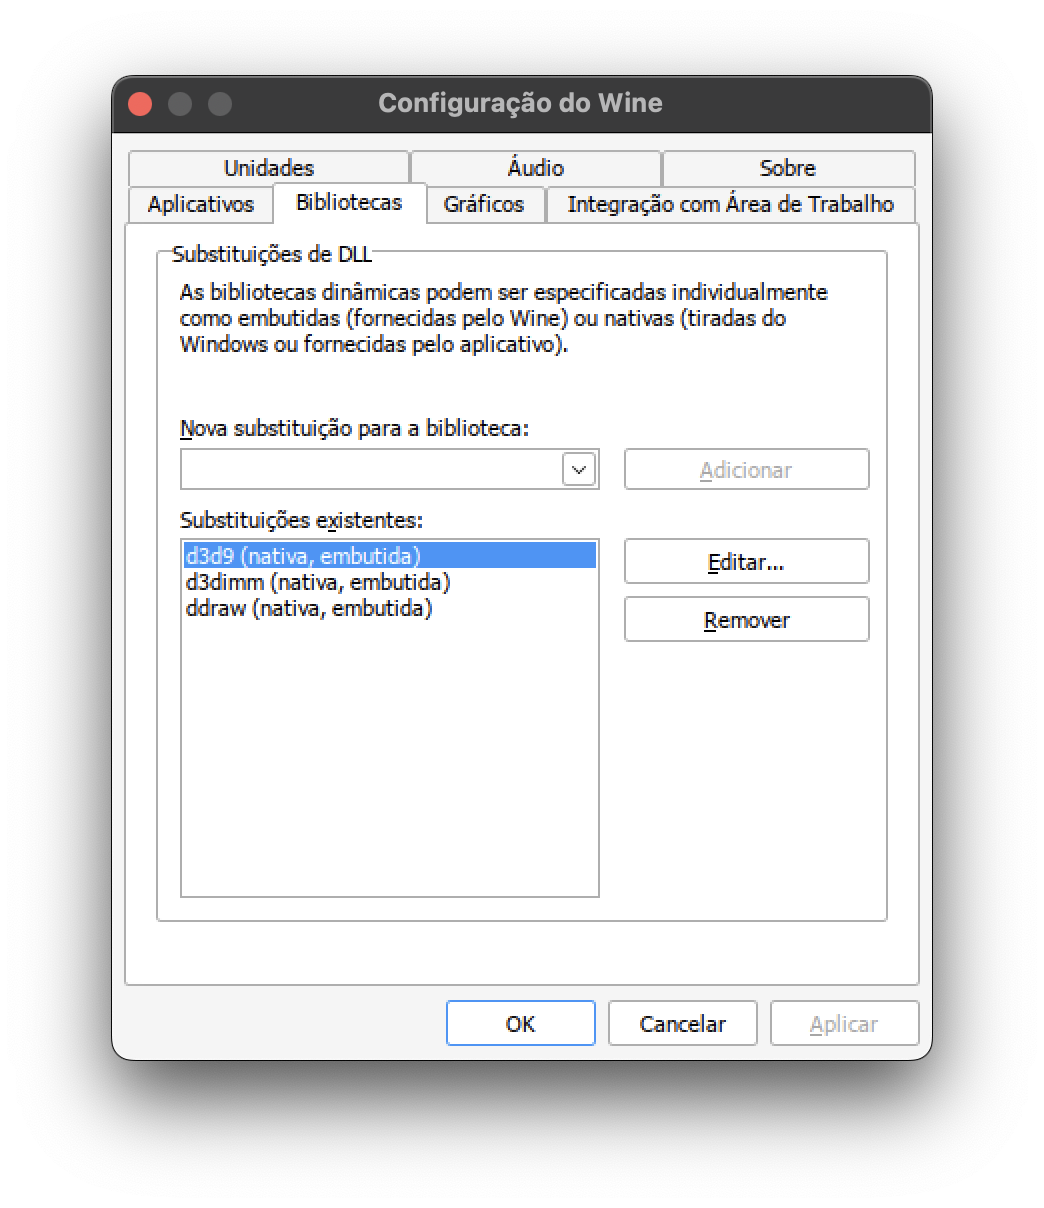 Configuração do Wine
Unidades
Áudio
Sobre
Aplicativos
Bibliotecas
Gráficos
Integração com Área de Trabalho
Substituições de DLL
As bibliotecas dinâmicas podem ser especificadas individualmente
como embutidas (fornecidas pelo Wine) ou nativas (tiradas do
Windows ou fornecidas pelo aplicativo).
Nova substituição para a biblioteca:
Adicionar
Substituições existentes:
d3d9 (nativa, embutida)
d3dimm (nativa, embutida)
ddraw (nativa, embutida)
Editar...
Remover
OK
Cancelar
Aplicar